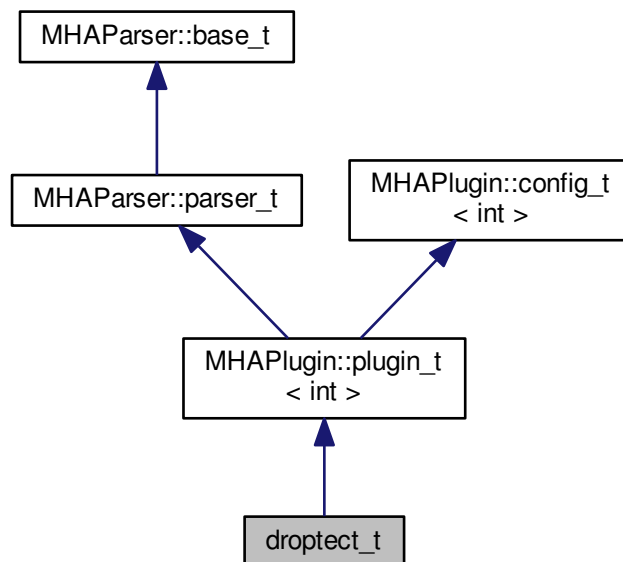 MHAParser::base_t
MHAParser::parser_t
MHAPlugin::config_t
< int >
MHAPlugin::plugin_t
< int >
droptect_t